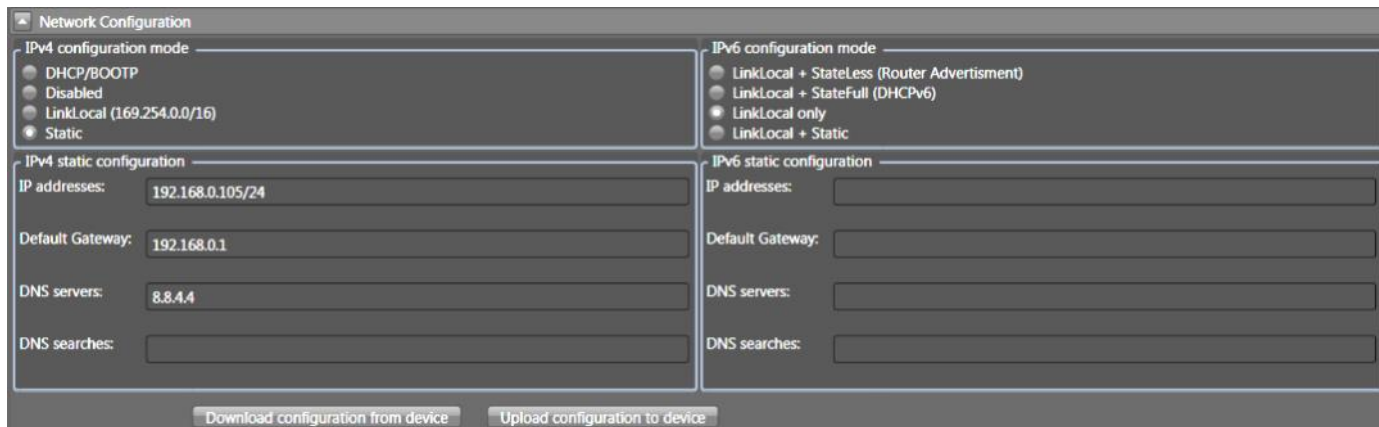 Network Configuration
IPv4 configuration mode
DHCP/BOOTP
Disabled
LinkLocal (169.254.0.0/16)
Static
IPv6 configuration mode
LinkLocal + StateLess (Router Advertisment)
LinkLocal + StateFull (DHCPv6)
LinkLocal only
LinkLocal + Static
IPv4 static configuration
IP addresses: 192.168.0.105/24
Default Gateway: 192.168.0.1
DNS servers: 8.8.4.4
DNS searches:
IPv6 static configuration
IP addresses:
Default Gateway:
DNS servers:
DNS searches:
Download configuration from device
Upload configuration to device